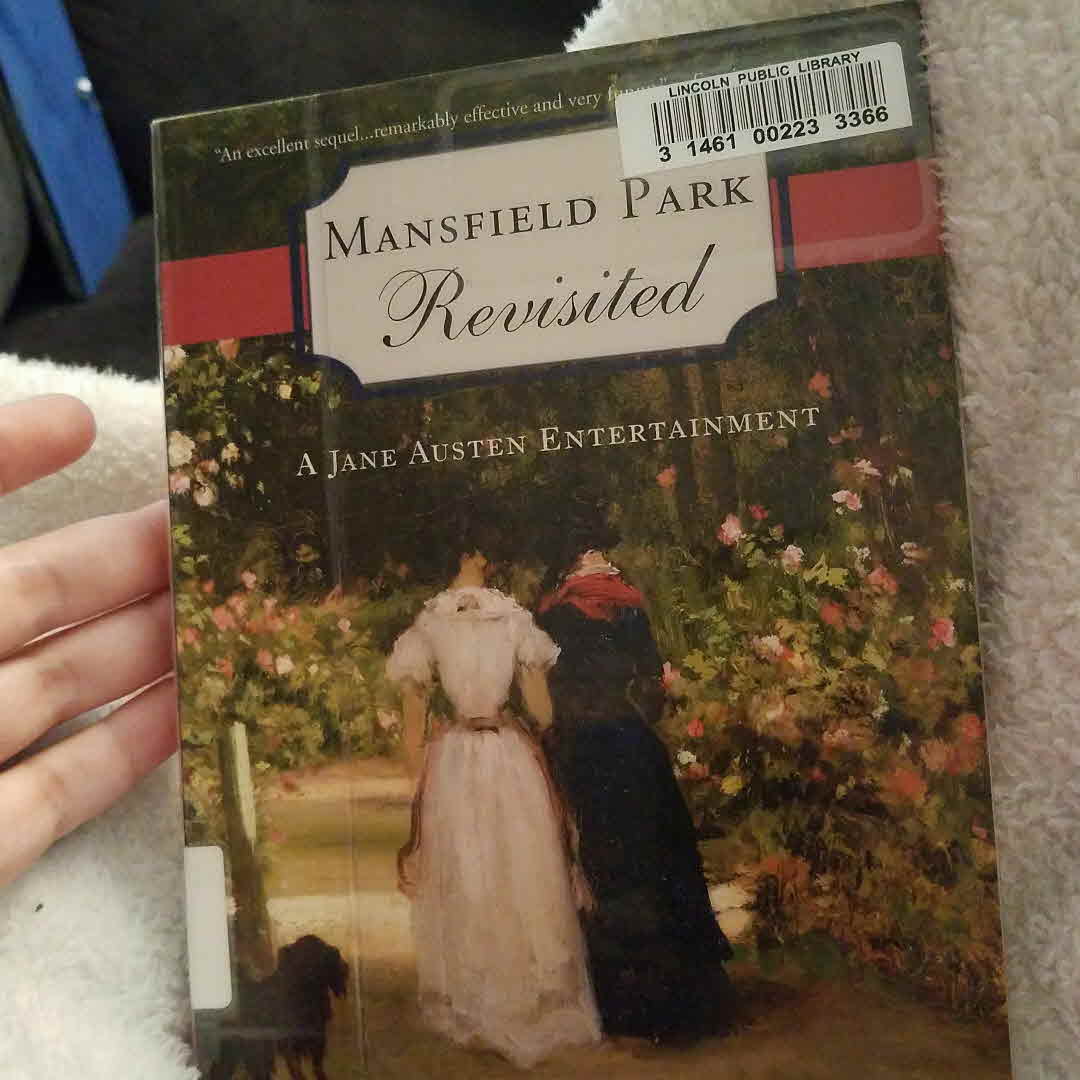 LINCOLN PUBLIC LIBRARY
3 1461 00223 3366
"An excellent sequel...remarkably effective and very
MANSFIELD PARK
Revisited
A JANE AUSTEN ENTERTAINMENT